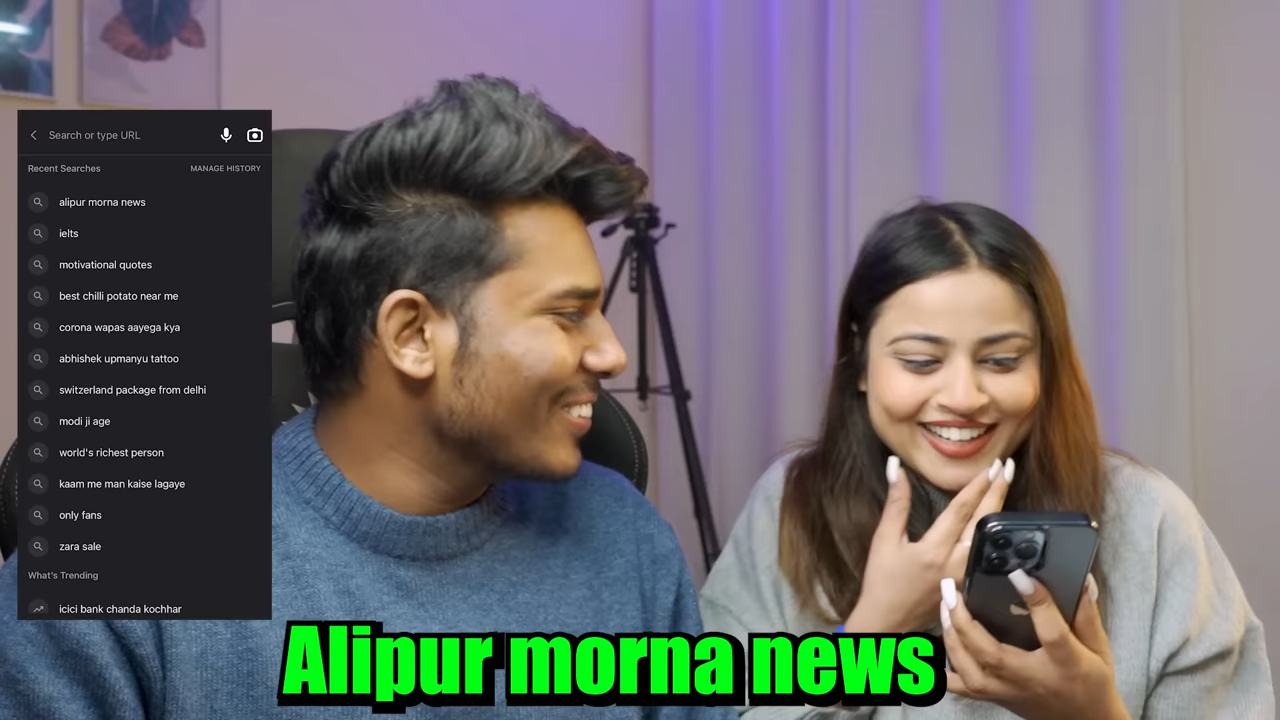 Search or type URL
Recent Searches MANAGE HISTORY
alipur morna news
ielts
motivational quotes
best chilli potato near me
corona wapas aayega kya
abhishek upmanyu tattoo
switzerland package from delhi
modi ji age
world's richest person
kaam me man kaise lagaye
only fans
zara sale
What's Trending
icici bank chanda kochhar
Alipur morna news